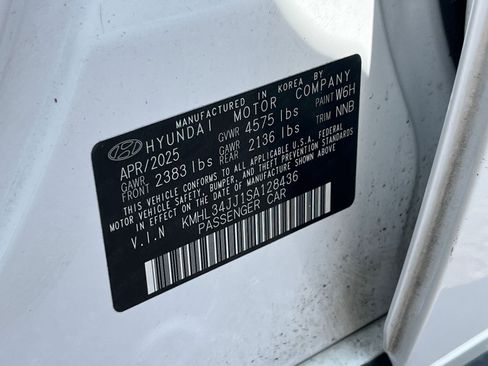 MANUFACTURED IN KOREA BY
HYUNDAI MOTOR COMPANY
APR/2025 GVWR 4575 lbs PAINT W6H
GAWR FRONT 2383 lbs GAWR REAR 2136 lbs TRIM NNB
THIS VEHICLE CONFORMS TO ALL APPLICABLE U.S.A. FEDERAL
MOTOR VEHICLE SAFETY, BUMPER, AND THEFT PREVENTION STANDARDS
IN EFFECT ON THE DATE OF MANUFACTURE SHOWN ABOVE.
V.I.N KMHL34JJ1SA128436
PASSENGER CAR